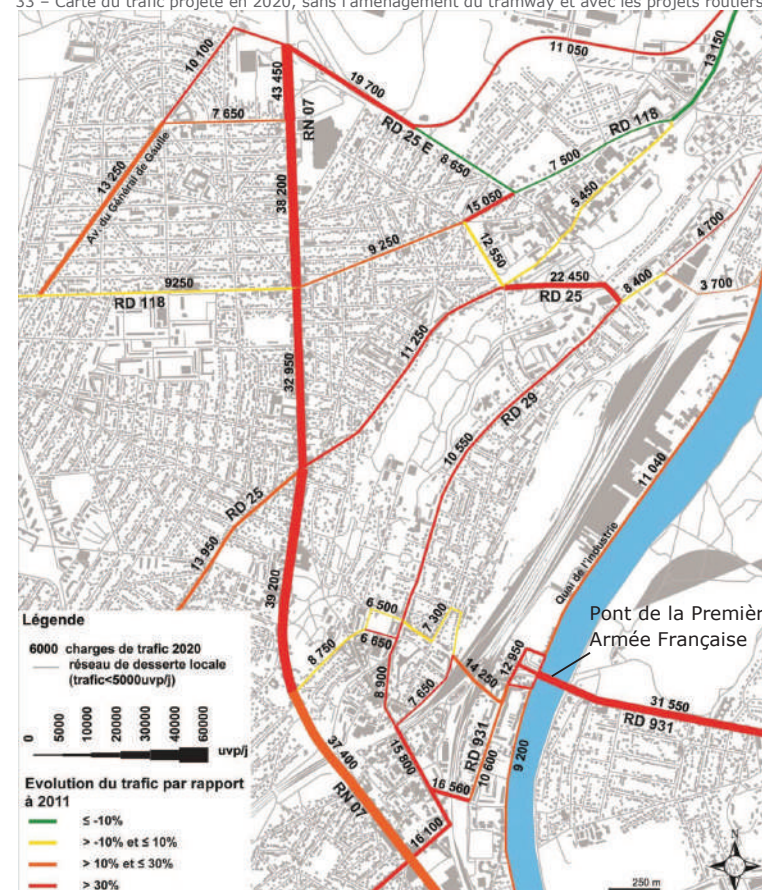 33 – Carte du trafic projeté en 2020, sans l'aménagement du tramway et avec les projets routiers
10 100
43 450
RN 07
19 700
11 050
13 150
7 650
RD 25 E
8 650
RD 118
7 500
13 250
Av. du Général de Gaulle
38 200
15 050
5 450
9 250
12 550
4 700
9250
RD 118
22 450
RD 25
8 400
3 700
11 250
32 950
RD 29
10 550
11 040
RD 25
13 950
Quai de l'industrie
39 200
6 500
7 300
6 650
8 750
Pont de la Premièr
Armée Française
12 950
14 250
8 900
7 650
31 550
RD 931
37 400
RN 07
15 800
RD 931
10 600
9 200
16 560
16 100
Légende
6000 charges de trafic 2020
réseau de desserte locale
(trafic<5000uvp/j)
0 5000 10000 20000 30000 40000 60000
uvp/j
Evolution du trafic par rapport
à 2011
≤ -10%
> -10% et ≤ 10%
> 10% et ≤ 30%
> 30%
N
250 m